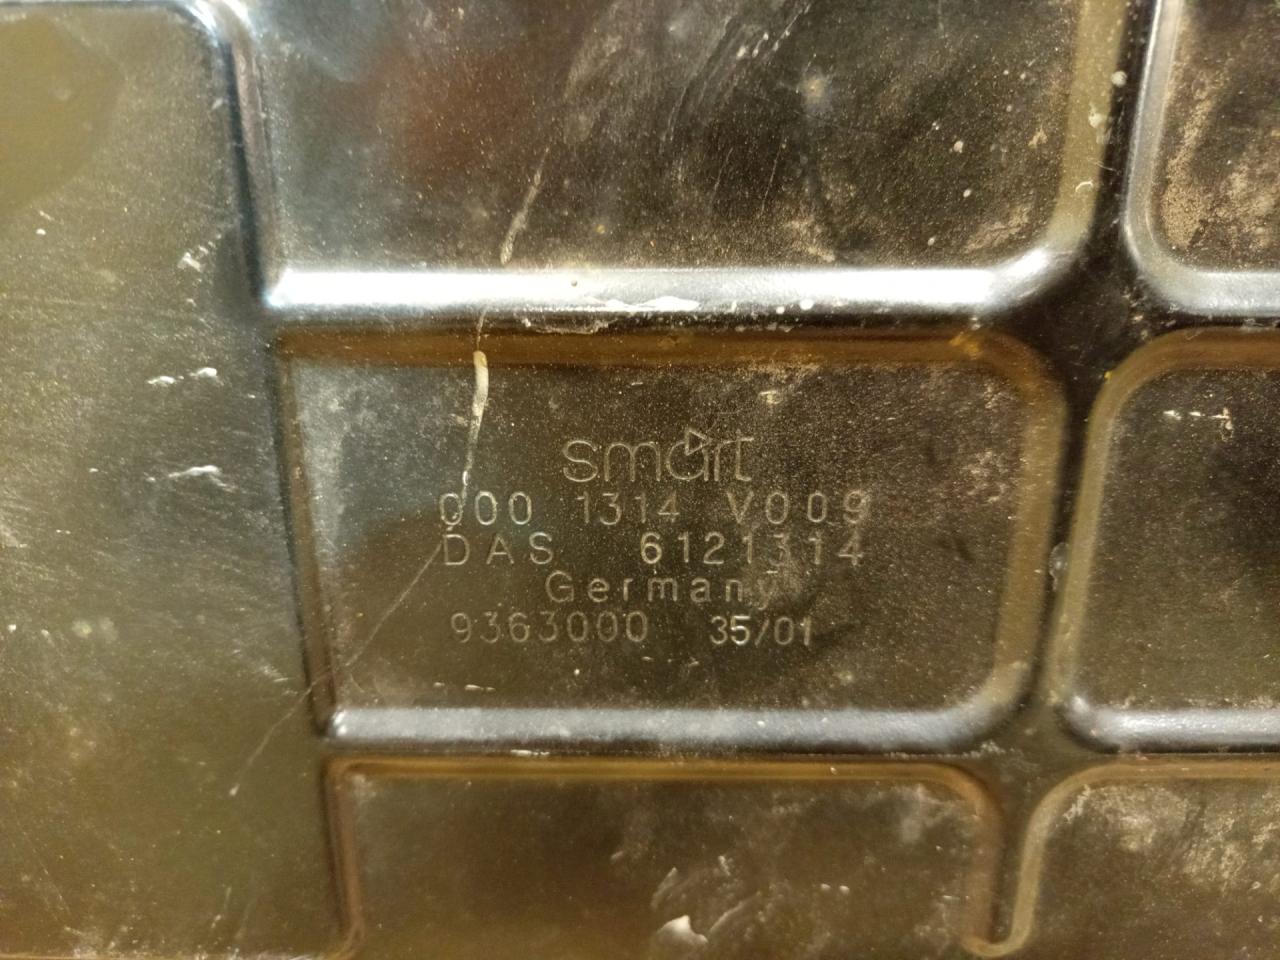 smart
000 1314 V009
DAS 6121314
Germany
9363000 35/01